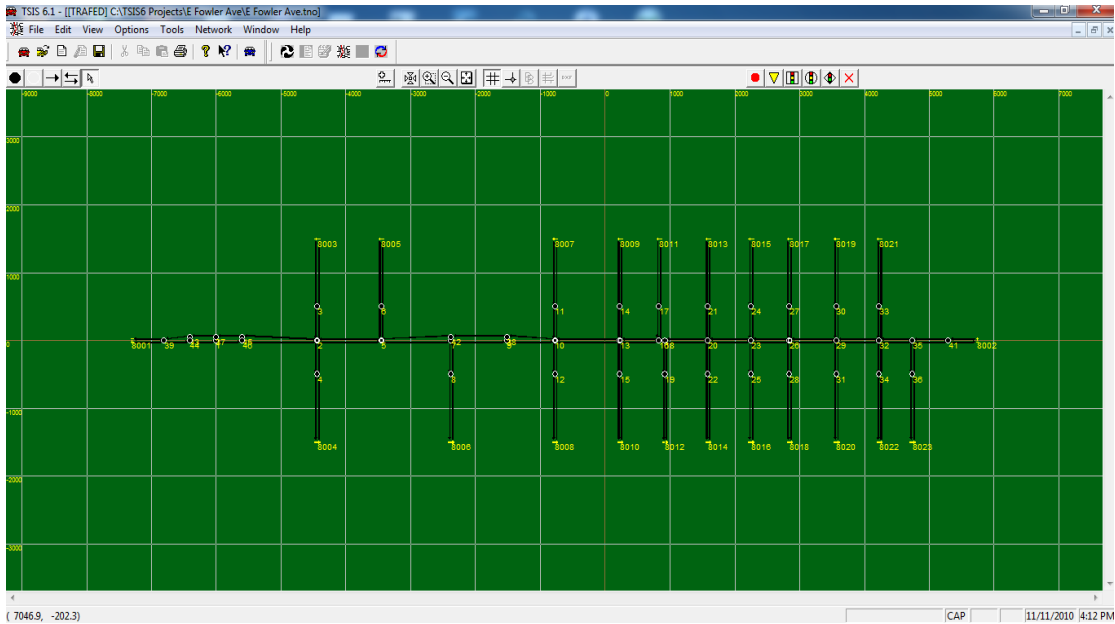 TSIS 6.1 - [[TRAFED] C:\TSIS6 Projects\E Fowler Ave\E Fowler Ave.tno]
File Edit View Options Tools Network Window Help
-9000 -8000 -7000 -6000 -5000 -4000 -3000 -2000 -1000 0 1000 2000 3000 4000 5000 6000 7000
3000
2000
8003 8005 8007 8009 8011 8013 8015 8017 8019 8021
1000
3 6 11 14 17 21 24 27 30 33
0
8001 39 44 2 5 10 13 20 23 26 29 32 35 41 8002
4 8 12 15 19 22 25 28 31 34 36
-1000
8004 8006 8008 8010 8012 8014 8016 8018 8020 8022 8023
-2000
-3000
( 7046.9, -202.3) CAP 11/11/2010 4:12 PM